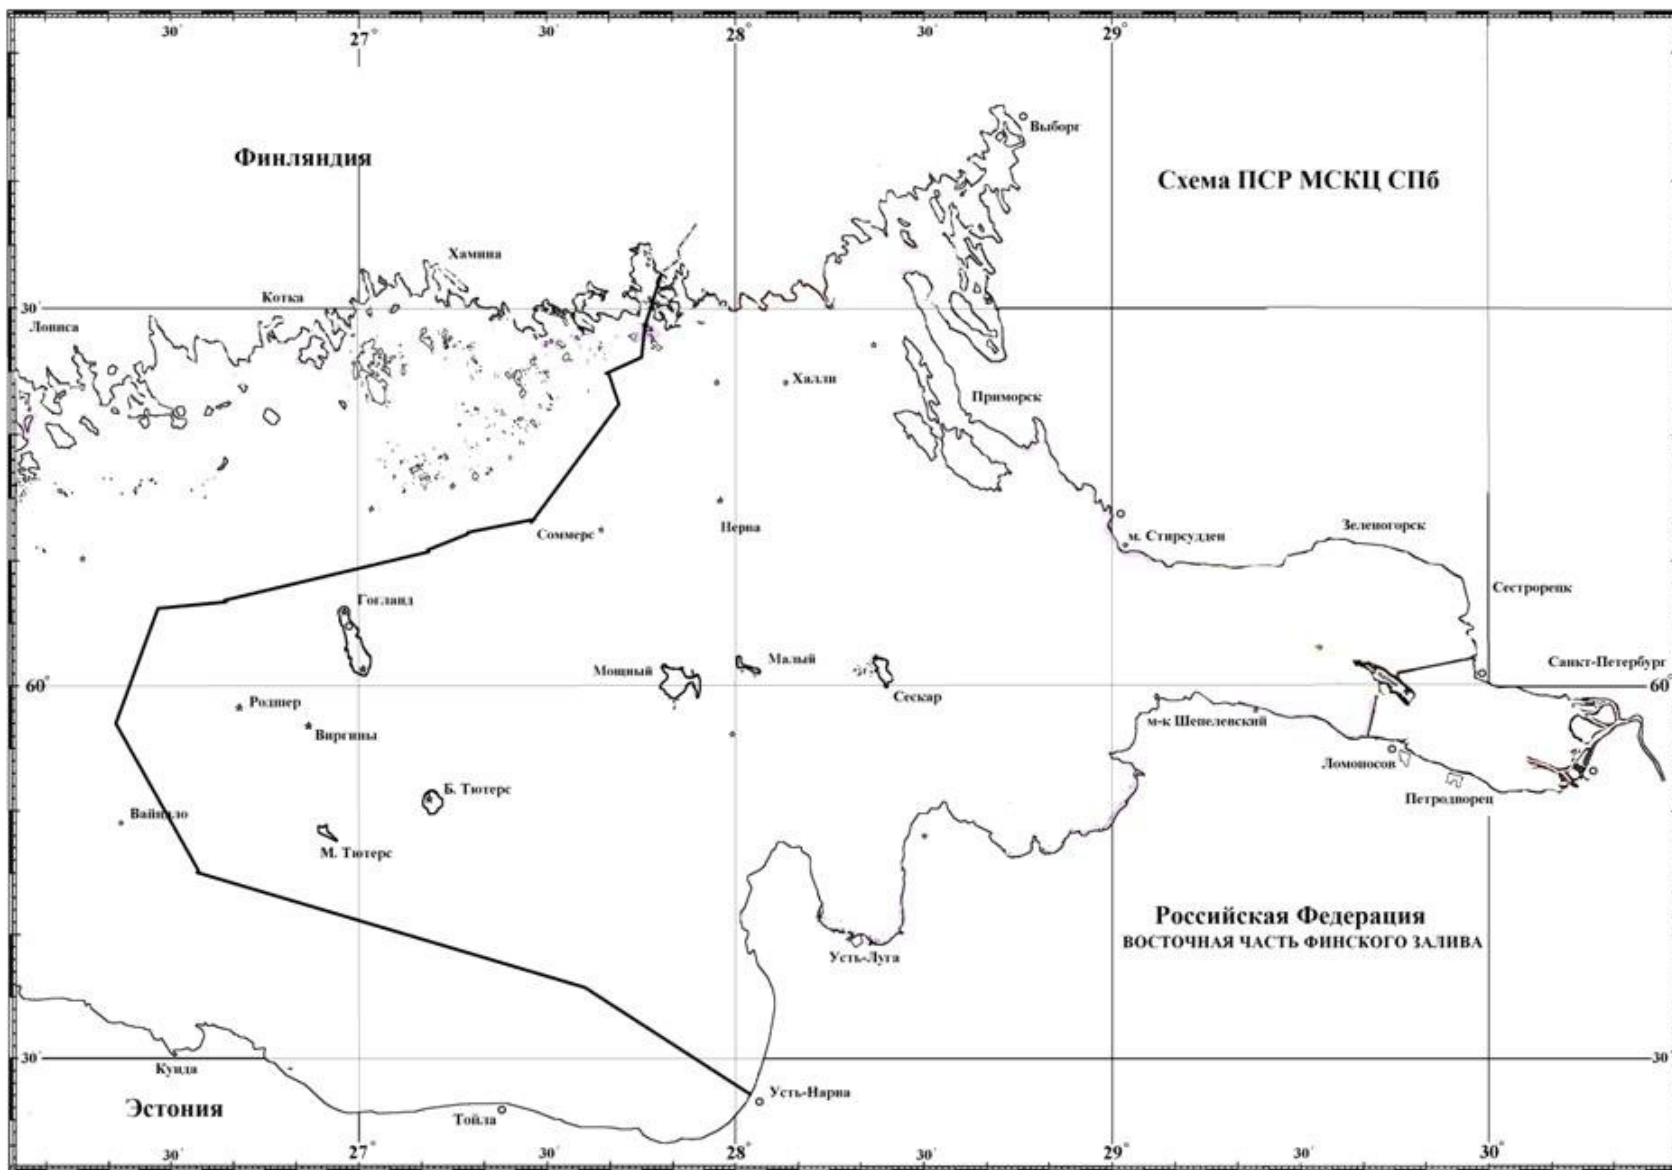 30´
27°
30´
28
30´
29°
Выборг
Финляндия
Схема ПСР МСКЦ СПб
Хамина
Котка
30´
Ловиса
Халли
Приморск
Соммерс
Нерва
м. Стирсудден
Зеленогорск
Сестрорецк
Гогланд
Мощный
Малый
Сескар
Санкт-Петербург
60°
60°
Родшер
Виргины
м-к Шепелевский
Ломоносов
Петродворец
Б. Тютерс
Вайндло
М. Тютерс
Российская Федерация
ВОСТОЧНАЯ ЧАСТЬ ФИНСКОГО ЗАЛИВА
Усть-Луга
30´
30´
Кунда
Усть-Нарва
Эстония
Тойла
30´
27°
30´
28°
30´
29°
30´
30°